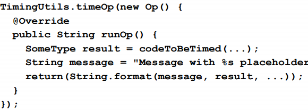 TimingUtils.timeOp(new Op() {
@Override
public String runOp() {
SomeType result = codeToBeTimed(...);
String message = "Message with %s placeholder
return(String.format(message, result, ...));
}
});